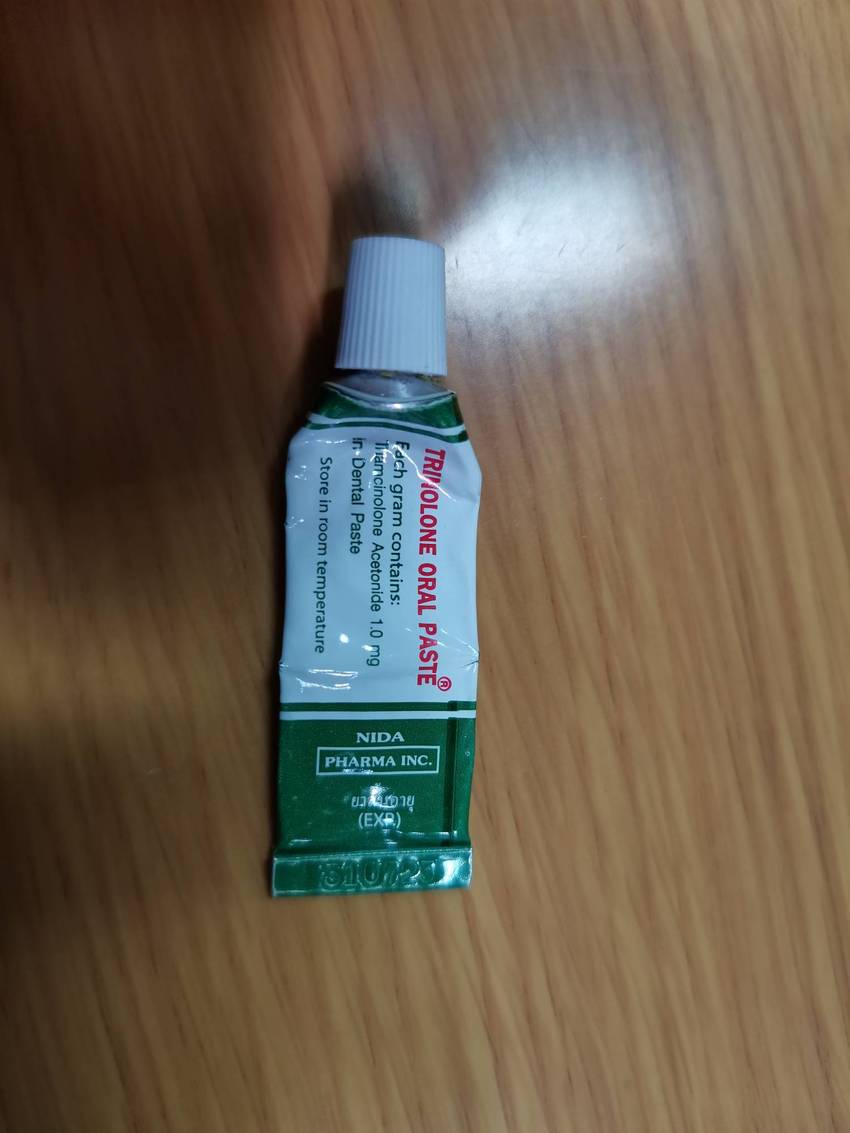 TRINOLONE ORAL PASTE®
Each gram contains:
Triamcinolone Acetonide 1.0 mg
in Dental Paste
Store in room temperature
NIDA
PHARMA INC.
(EXP.)